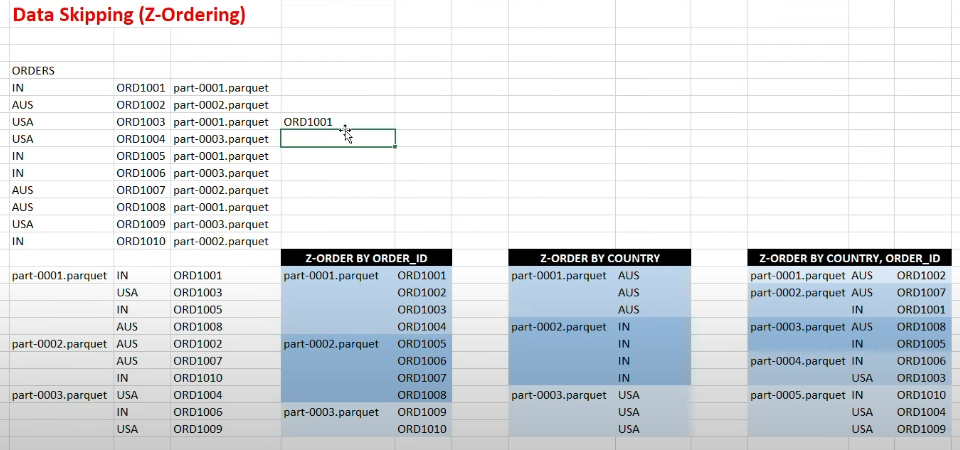 Data Skipping (Z-Ordering)
ORDERS
IN ORD1001 part-0001.parquet
AUS ORD1002 part-0002.parquet
USA ORD1003 part-0001.parquet ORD1001
USA ORD1004 part-0003.parquet
IN ORD1005 part-0001.parquet
IN ORD1006 part-0003.parquet
AUS ORD1007 part-0002.parquet
AUS ORD1008 part-0001.parquet
USA ORD1009 part-0003.parquet
IN ORD1010 part-0002.parquet
Z-ORDER BY ORDER_ID Z-ORDER BY COUNTRY Z-ORDER BY COUNTRY, ORDER_ID
part-0001.parquet IN ORD1001 part-0001.parquet ORD1001 part-0001.parquet AUS part-0001.parquet AUS ORD1002
USA ORD1003 ORD1002 AUS part-0002.parquet AUS ORD1007
IN ORD1005 ORD1003 AUS IN ORD1001
AUS ORD1008 ORD1004 part-0002.parquet IN part-0003.parquet AUS ORD1008
part-0002.parquet AUS ORD1002 part-0002.parquet ORD1005 IN IN ORD1005
AUS ORD1007 ORD1006 IN part-0004.parquet IN ORD1006
IN ORD1010 ORD1007 IN USA ORD1003
part-0003.parquet USA ORD1004 ORD1008 part-0003.parquet USA part-0005.parquet IN ORD1010
IN ORD1006 part-0003.parquet ORD1009 USA USA ORD1004
USA ORD1009 ORD1010 USA USA ORD1009